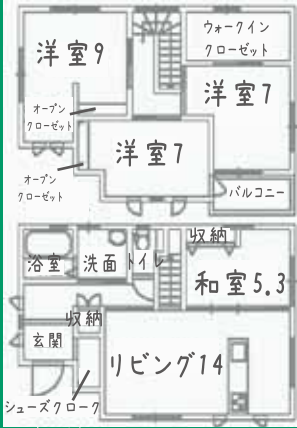 ウォークイン
クローゼット
洋室9
洋室7
オープン
クローゼット
洋室7
オープン
クローゼット
バルコニー
収納
浴室 洗面 トイレ
和室5.3
収納
玄関
リビング14
シューズクローク